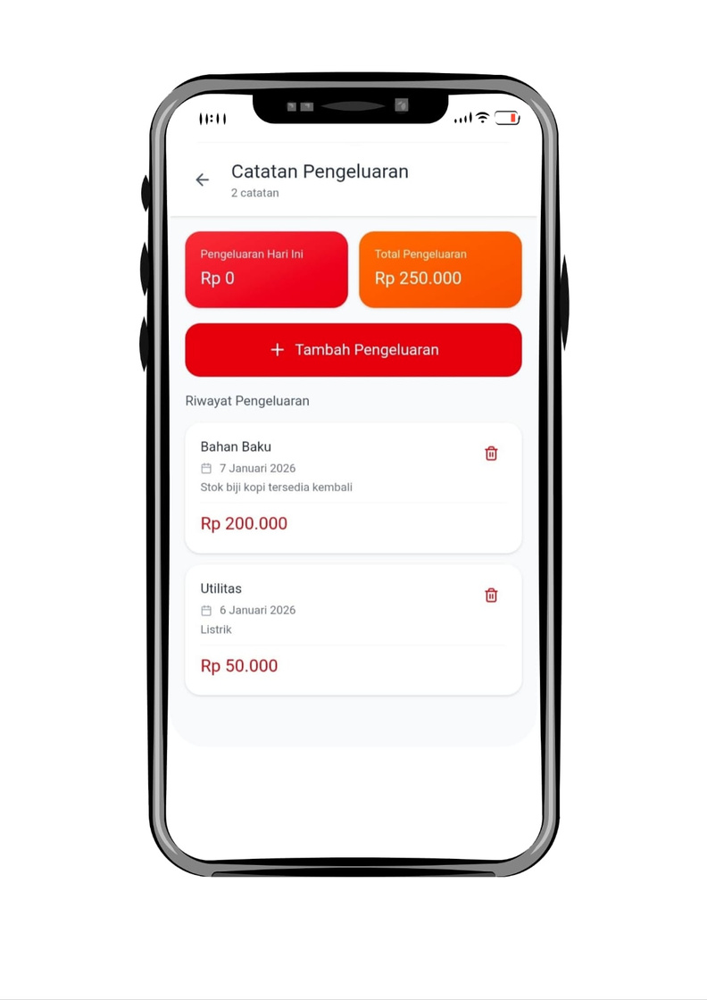 11:11
Catatan Pengeluaran
2 catatan
Pengeluaran Hari Ini
Rp 0
Total Pengeluaran
Rp 250.000
+ Tambah Pengeluaran
Riwayat Pengeluaran
Bahan Baku
7 Januari 2026
Stok biji kopi tersedia kembali
Rp 200.000
Utilitas
6 Januari 2026
Listrik
Rp 50.000